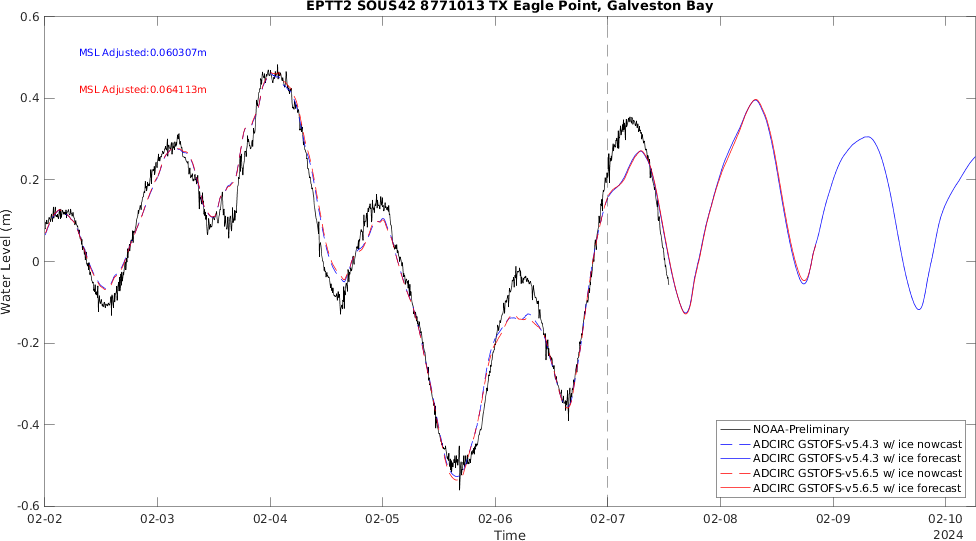 EPTT2 SOUS42 8771013 TX Eagle Point, Galveston Bay
0.6
MSL Adjusted:0.060307m
MSL Adjusted:0.064113m
0.4
0.2
0
-0.2
-0.4
-0.6
Water Level (m)
NOAA-Preliminary
ADCIRC GSTOFS-v5.4.3 w/ ice nowcast
ADCIRC GSTOFS-v5.4.3 w/ ice forecast
ADCIRC GSTOFS-v5.6.5 w/ ice nowcast
ADCIRC GSTOFS-v5.6.5 w/ ice forecast
02-02 02-03 02-04 02-05 02-06 02-07 02-08 02-09 02-10
Time
2024